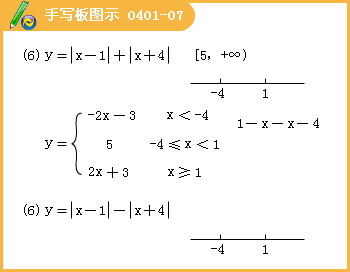 手写板图示 0401-07
(6) y=|x-1|+|x+4| [5, +∞)
-4 1
y={ -2x-3 x<-4
5 -4≤x<1
2x+3 x≥1
1-x-x-4
(6) y=|x-1|-|x+4|
-4 1